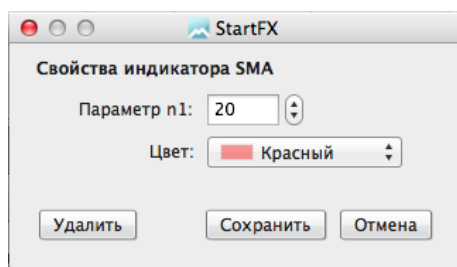 StartFX
Свойства индикатора SMA
Параметр n1: 20
Цвет: Красный
Удалить Сохранить Отмена